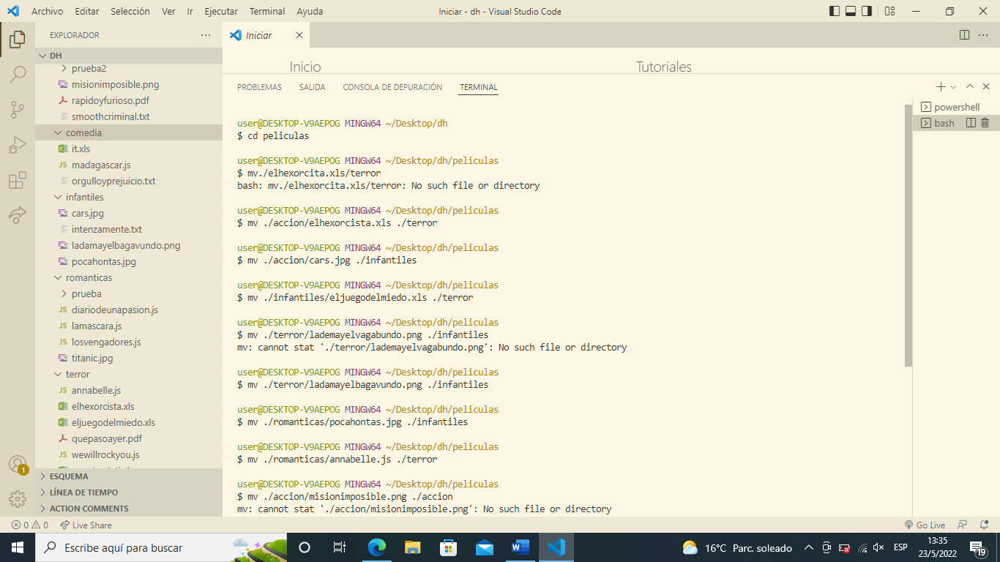 Archivo Editar Selección Ver Ir Ejecutar Terminal Ayuda Iniciar - dh - Visual Studio Code
EXPLORADOR
DH
prueba2
misionimposible.png
rapidoyfurioso.pdf
smoothcriminal.txt
comedia
it.xls
madagascar.js
orgulloyprejuicio.txt
infantiles
cars.jpg
intenzamente.txt
ladamayelbagavundo.png
pocahontas.jpg
romanticas
prueba
diariodeunapasion.js
lamascara.js
losvengadores.js
titanic.jpg
terror
annabelle.js
elhexorcista.xls
eljuegodelmiedo.xls
quepasoayer.pdf
wewillrockyou.js
ESQUEMA
LÍNEA DE TIEMPO
ACTION COMMENTS
1
Iniciar
Inicio Tutoriales
PROBLEMAS SALIDA CONSOLA DE DEPURACIÓN TERMINAL
powershell
bash
user@DESKTOP-V9AEPOG MINGW64 ~/Desktop/dh
$ cd peliculas
user@DESKTOP-V9AEPOG MINGW64 ~/Desktop/dh/peliculas
$ mv./elhexorcita.xls/terror
bash: mv./elhexorcita.xls/terror: No such file or directory
user@DESKTOP-V9AEPOG MINGW64 ~/Desktop/dh/peliculas
$ mv ./accion/elhexorcista.xls ./terror
user@DESKTOP-V9AEPOG MINGW64 ~/Desktop/dh/peliculas
$ mv ./accion/cars.jpg ./infantiles
user@DESKTOP-V9AEPOG MINGW64 ~/Desktop/dh/peliculas
$ mv ./infantiles/eljuegodelmiedo.xls ./terror
user@DESKTOP-V9AEPOG MINGW64 ~/Desktop/dh/peliculas
$ mv ./terror/lademayelvagabundo.png ./infantiles
mv: cannot stat './terror/lademayelvagabundo.png': No such file or directory
user@DESKTOP-V9AEPOG MINGW64 ~/Desktop/dh/peliculas
$ mv ./terror/ladamayelbagavundo.png ./infantiles
user@DESKTOP-V9AEPOG MINGW64 ~/Desktop/dh/peliculas
$ mv ./romanticas/pocahontas.jpg ./infantiles
user@DESKTOP-V9AEPOG MINGW64 ~/Desktop/dh/peliculas
$ mv ./romanticas/annabelle.js ./terror
user@DESKTOP-V9AEPOG MINGW64 ~/Desktop/dh/peliculas
$ mv ./accion/misionimposible.png ./accion
mv: cannot stat './accion/misionimposible.png': No such file or directory
0 0 Live Share Go Live
Escribe aquí para buscar
16°C Parc. soleado ESP
13:35
23/5/2022
19